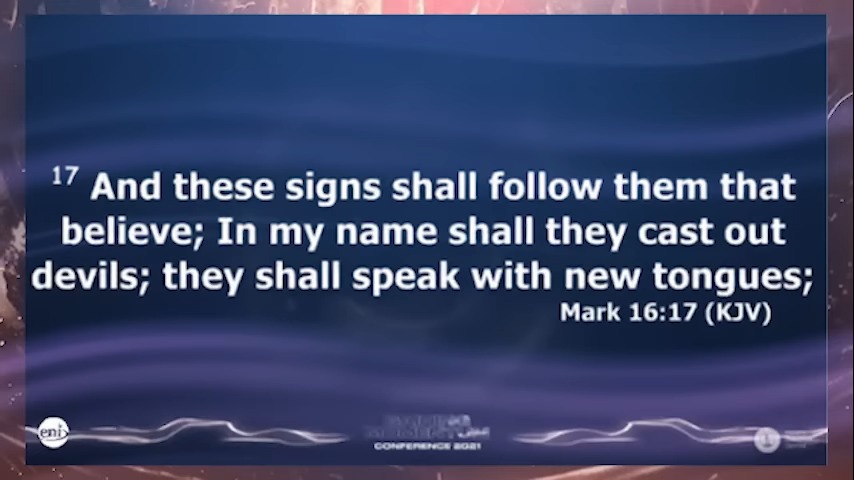 17 And these signs shall follow them that
believe; In my name shall they cast out
devils; they shall speak with new tongues;
Mark 16:17 (KJV)
eni
CONFERENCE 2021